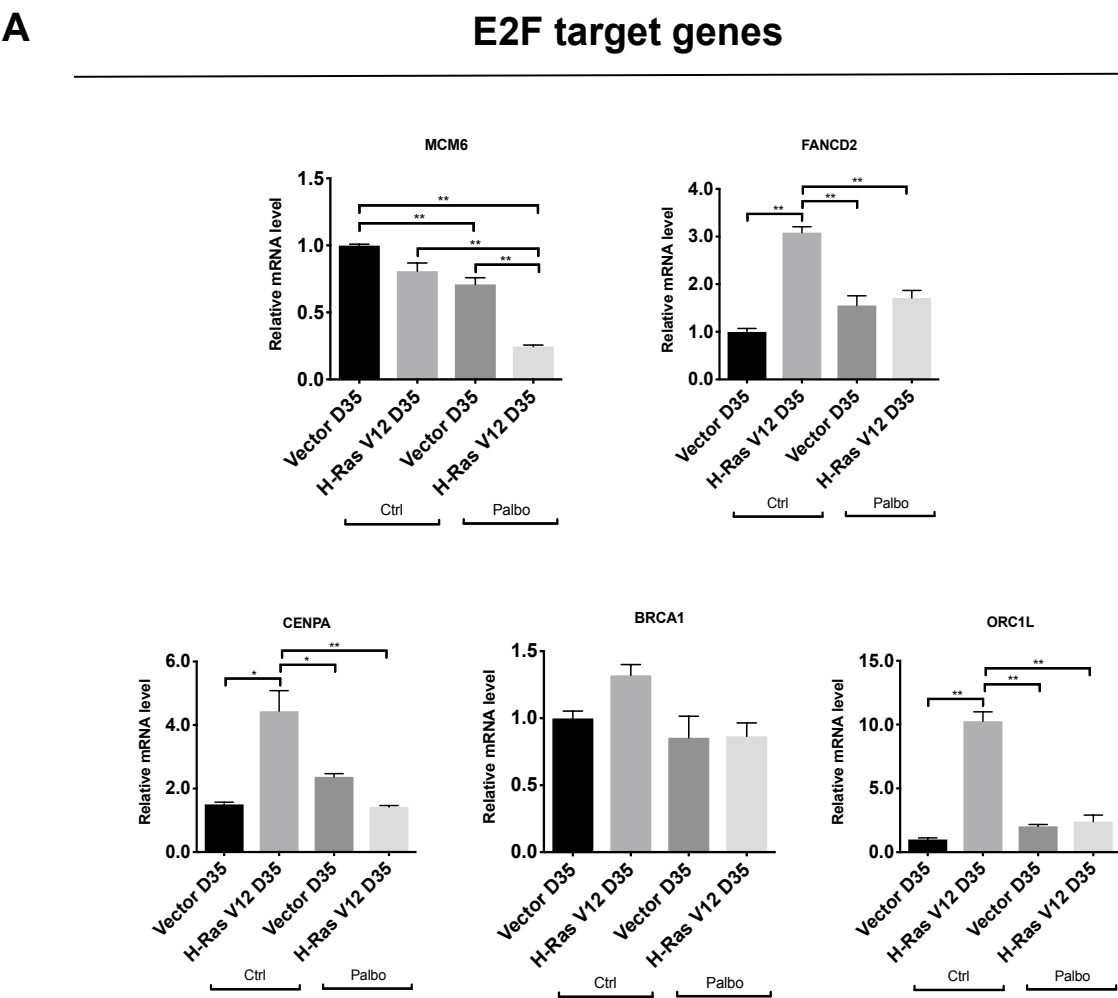 A
E2F target genes
MCM6
Relative mRNA level
1.5
1.0
0.5
0.0
**
**
**
**
Vector D35
H-Ras V12 D35
Vector D35
H-Ras V12 D35
Ctrl
Palbo
FANCD2
Relative mRNA level
4.0
3.0
2.0
1.0
0.0
**
**
**
Vector D35
H-Ras V12 D35
Vector D35
H-Ras V12 D35
Ctrl
Palbo
CENPA
Relative mRNA level
6.0
4.0
2.0
0.0
**
*
*
Vector D35
H-Ras V12 D35
Vector D35
H-Ras V12 D35
Ctrl
Palbo
BRCA1
Relative mRNA level
1.5
1.0
0.5
0.0
Vector D35
H-Ras V12 D35
Vector D35
H-Ras V12 D35
Ctrl
Palbo
ORC1L
Relative mRNA level
15.0
10.0
5.0
0.0
**
**
**
Vector D35
H-Ras V12 D35
Vector D35
H-Ras V12 D35
Ctrl
Palbo